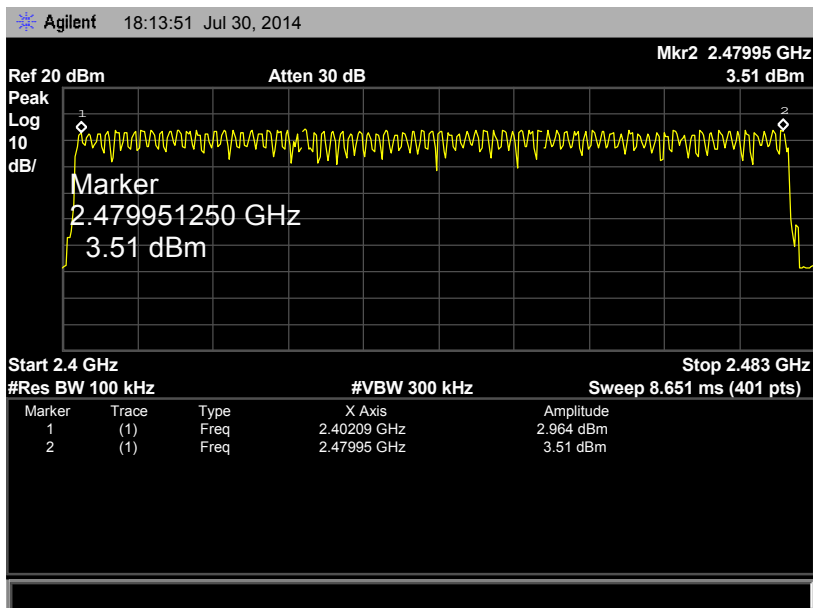 Agilent 18:13:51 Jul 30, 2014
Mkr2 2.47995 GHz
Ref 20 dBm Atten 30 dB 3.51 dBm
Peak
Log
10
dB/
1
2
Marker
2.479951250 GHz
3.51 dBm
Start 2.4 GHz Stop 2.483 GHz
#Res BW 100 kHz #VBW 300 kHz Sweep 8.651 ms (401 pts)
Marker Trace Type X Axis Amplitude
1 (1) Freq 2.40209 GHz 2.964 dBm
2 (1) Freq 2.47995 GHz 3.51 dBm